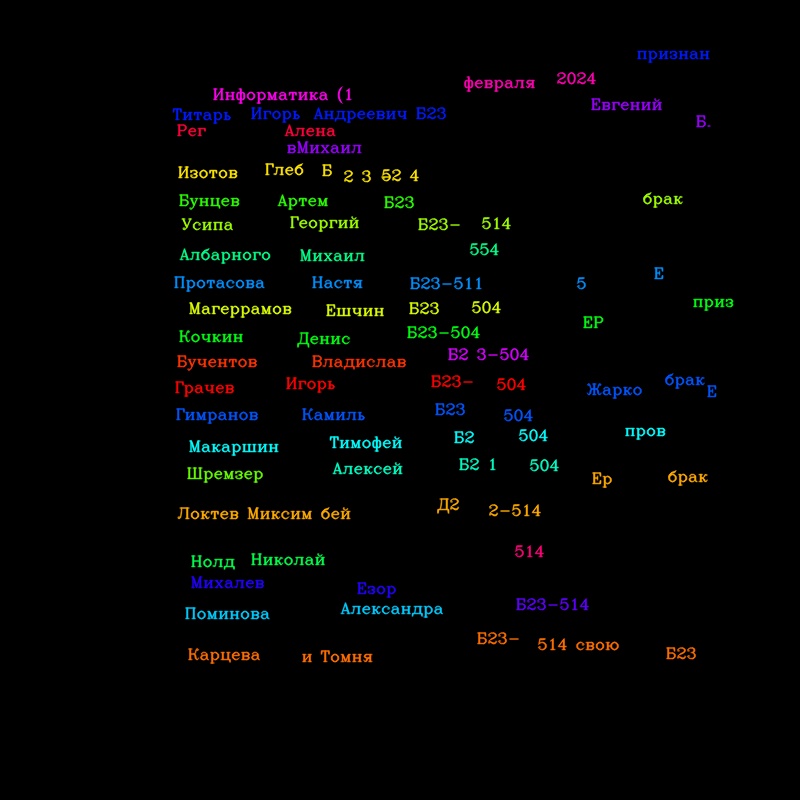 признан
февраля 2024
Информатика (1
Евгений
Титарь Игорь Андреевич Б23 Б.
Рег Алена
вМихаил
Изотов Глеб Б 2 3 52 4
Бунцев Артем Б23 брак
Усипа Георгий Б23- 514
Албарного Михаил 554
Протасова Настя Б23-511 5 Е
Магеррамов Ешчин Б23 504 приз
Кочкин Денис Б23-504 ЕР
Бучентов Владислав Б2 3-504
Грачев Игорь Б23- 504 Жарко брак Е
Гимранов Камиль Б23 504
Макаршин Тимофей Б2 504 пров
Шремзер Алексей Б2 1 504 Ер брак
Локтев Миксим бей Д2 2-514
Нолд Николай 514
Михалев Езор
Поминова Александра Б23-514
Карцева и Томня Б23- 514 свою Б23